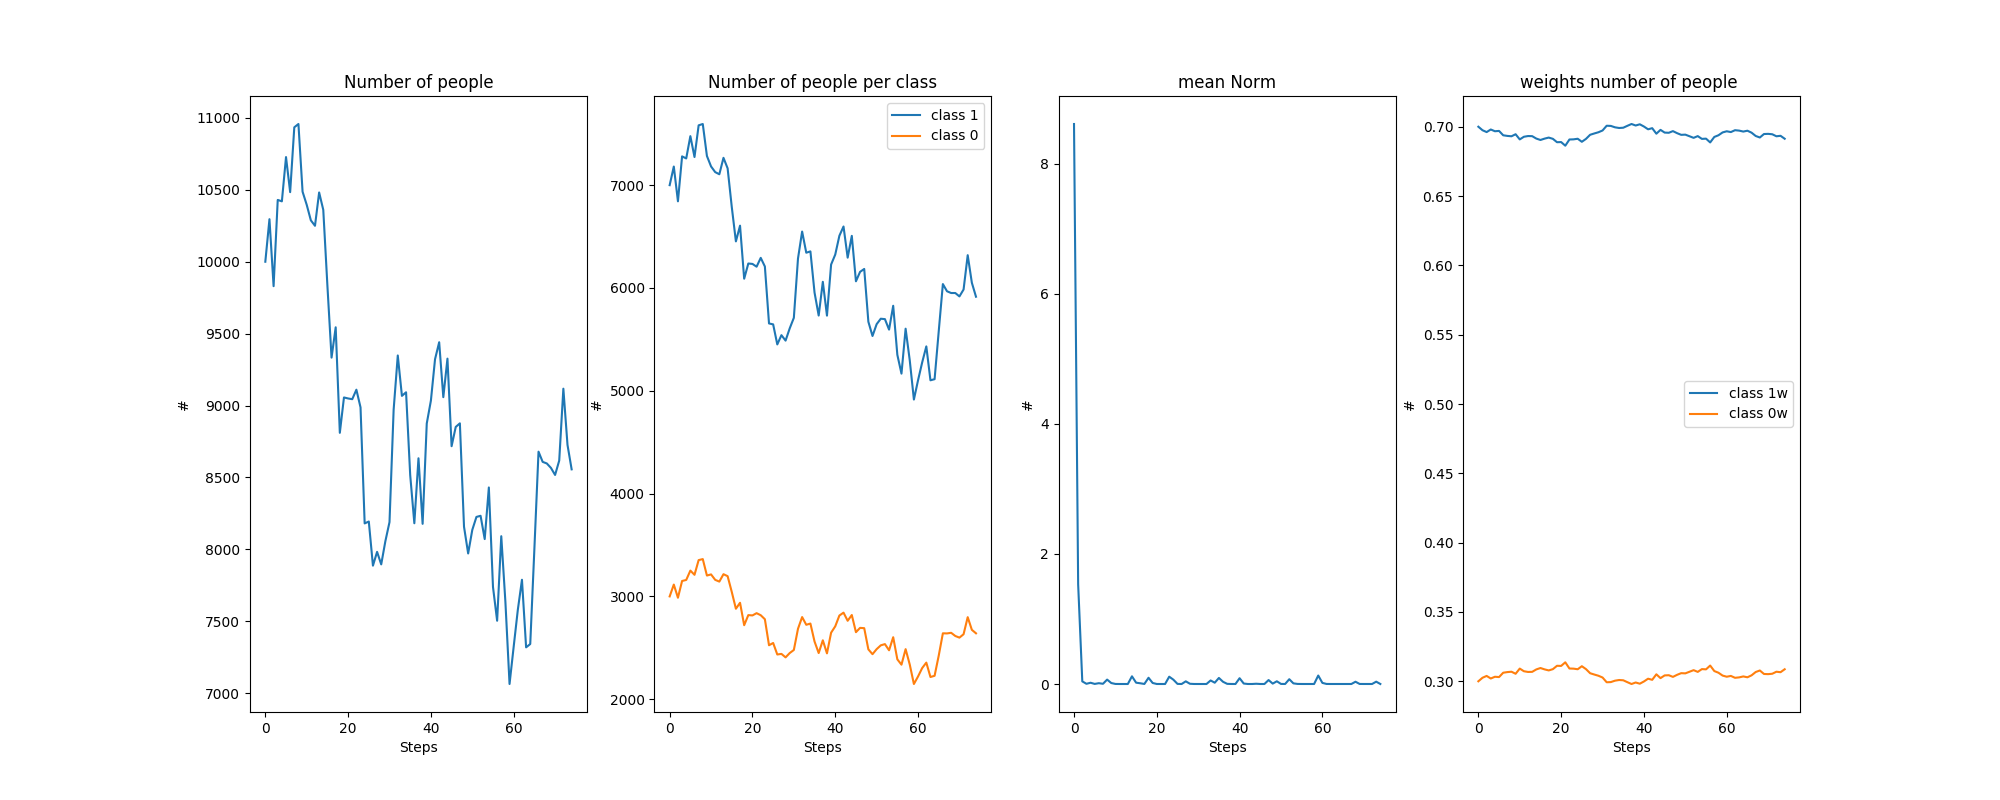 Number of people
11000
10500
10000
9500
9000
8500
8000
7500
7000
#
0 20 40 60
Steps
Number of people per class
class 1
class 0
7000
6000
5000
4000
3000
2000
#
0 20 40 60
Steps
mean Norm
8
6
4
2
0
#
0 20 40 60
Steps
weights number of people
0.70
0.65
0.60
0.55
0.50
0.45
0.40
0.35
0.30
#
class 1w
class 0w
0 20 40 60
Steps